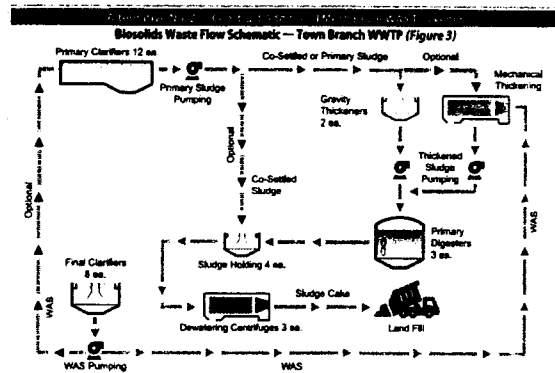 Biosolids Waste Flow Schematic — Town Branch WWTP (Figure 3)
Primary Clarifiers 12 ea.
Co-Settled or Primary Sludge
Optional
Mechanical
Thickening
Primary Sludge
Pumping
Gravity
Thickeners
2 ea.
Optional
Thickened
Sludge
Pumping
Co-Settled
Sludge
Optional
Primary
Digesters
3 ea.
WAS
Final Clarifiers
8 ea.
Sludge Holding 4 ea.
Sludge Cake
WAS
Dewatering Centrifuges 3 ea.
Land Fill
WAS Pumping
WAS